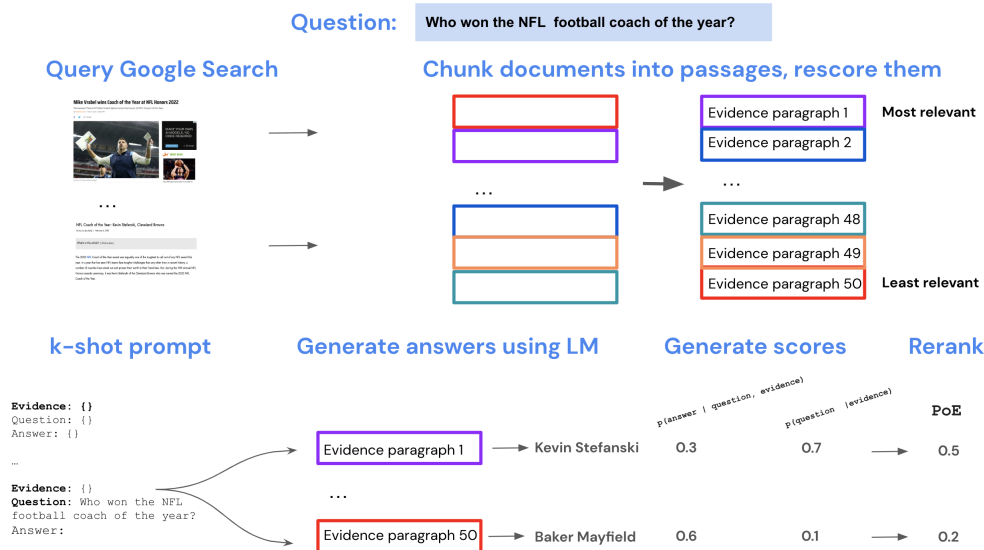 Question:
Who won the NFL football coach of the year?
Query Google Search
Chunk documents into passages, rescore them
Mike Vrabel wins Coach of the Year at NFL Honors 2022
...
NFL Coach of the Year- Kevin Stefanski, Cleveland Browns
...
Evidence paragraph 1
Most relevant
Evidence paragraph 2
...
Evidence paragraph 48
Evidence paragraph 49
Evidence paragraph 50
Least relevant
k-shot prompt
Generate answers using LM
Generate scores
Rerank
Evidence: {}
Question: {}
Answer: {}
…
Evidence: {}
Question: Who won the NFL
football coach of the year?
Answer:
p(answer | question, evidence)
p(question |evidence)
PoE
Evidence paragraph 1
Kevin Stefanski
0.3
0.7
0.5
...
Evidence paragraph 50
Baker Mayfield
0.6
0.1
0.2